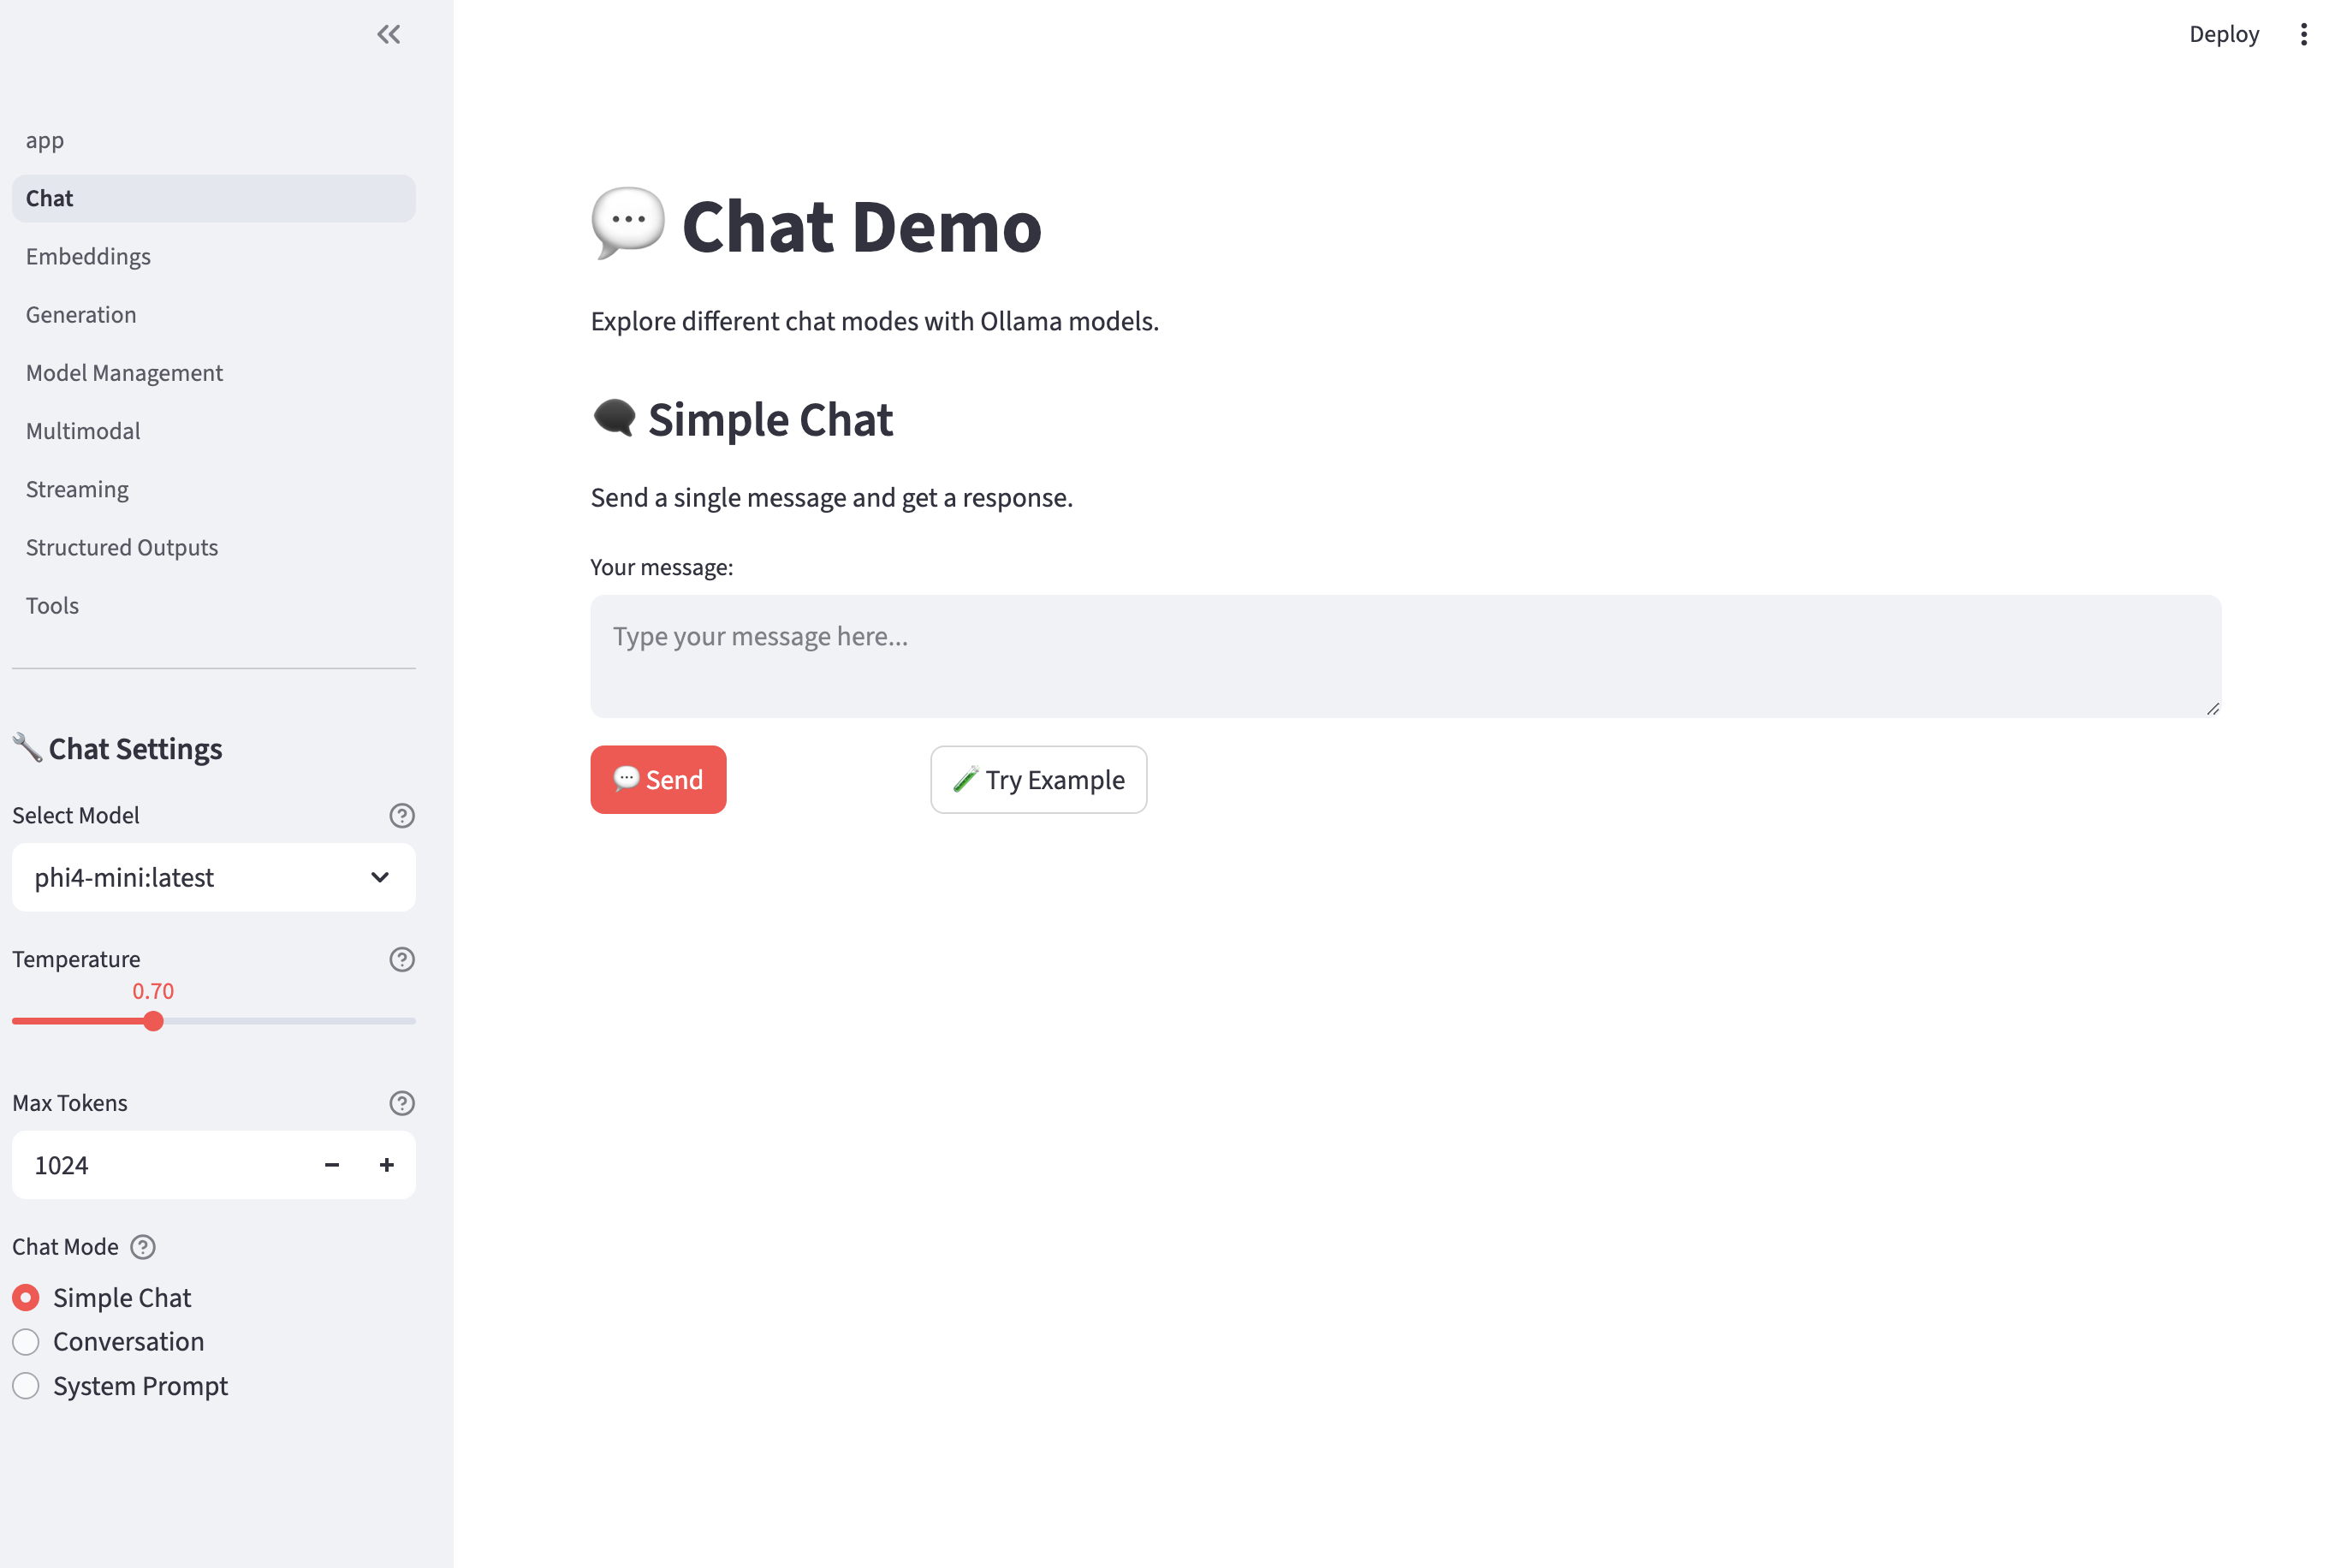 Deploy
app
Chat
Embeddings
Generation
Model Management
Multimodal
Streaming
Structured Outputs
Tools
Chat Settings
Select Model
phi4-mini:latest
Temperature
0.70
Max Tokens
1024
Chat Mode
Simple Chat
Conversation
System Prompt
Chat Demo
Explore different chat modes with Ollama models.
Simple Chat
Send a single message and get a response.
Your message:
Type your message here...
Send
Try Example